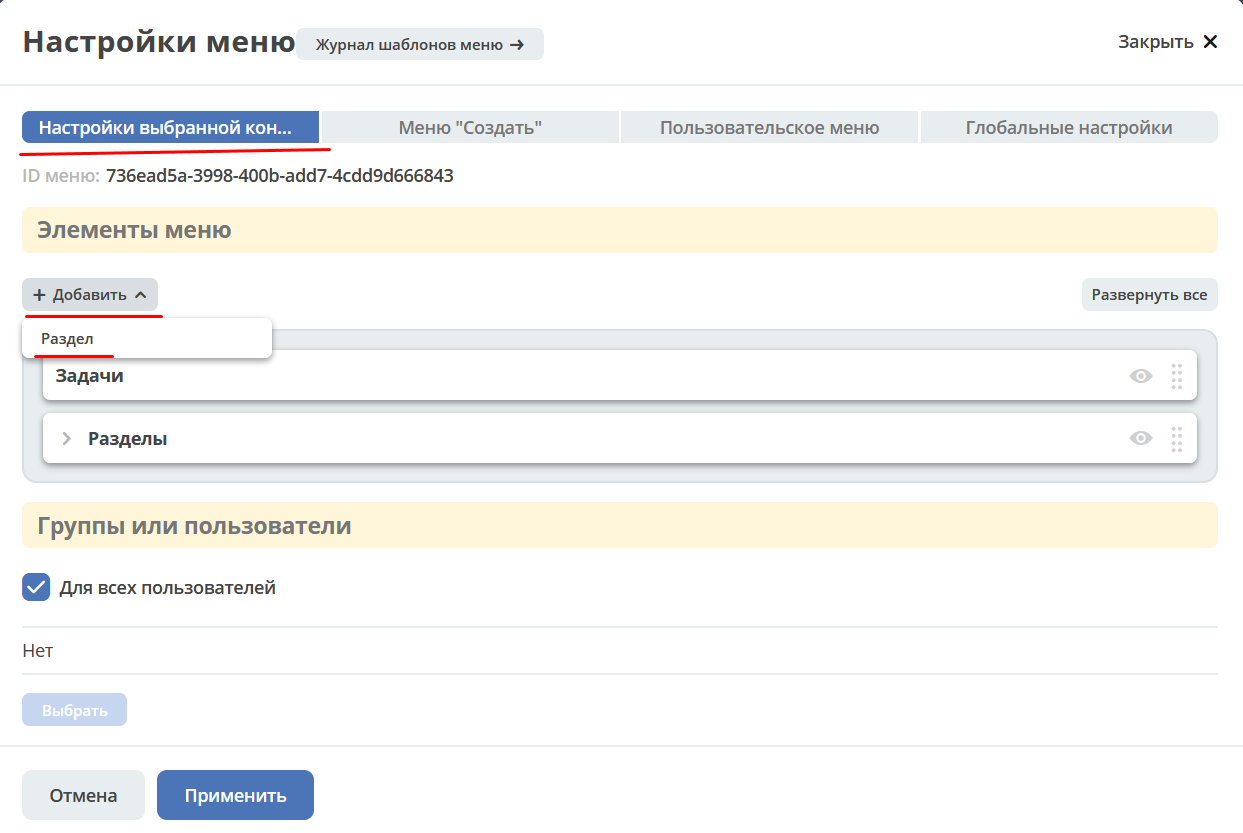 Настройки меню
Журнал шаблонов меню →
Закрыть ✕
Настройки выбранной кон...
Меню "Создать"
Пользовательское меню
Глобальные настройки
ID меню: 736ead5a-3998-400b-add7-4cdd9d666843
Элементы меню
+ Добавить
Развернуть все
Раздел
Задачи
Разделы
Группы или пользователи
Для всех пользователей
Нет
Выбрать
Отмена
Применить